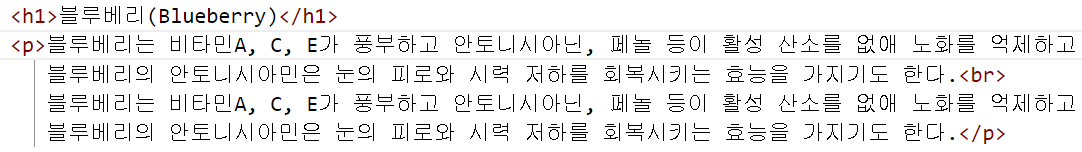 <h1>블루베리(Blueberry)</h1>
<p>블루베리는 비타민A, C, E가 풍부하고 안토니시아닌, 페놀 등이 활성 산소를 없애 노화를 억제하고
블루베리의 안토니시아민은 눈의 피로와 시력 저하를 회복시키는 효능을 가지기도 한다.<br>
블루베리는 비타민A, C, E가 풍부하고 안토니시아닌, 페놀 등이 활성 산소를 없애 노화를 억제하고
블루베리의 안토니시아민은 눈의 피로와 시력 저하를 회복시키는 효능을 가지기도 한다.</p>